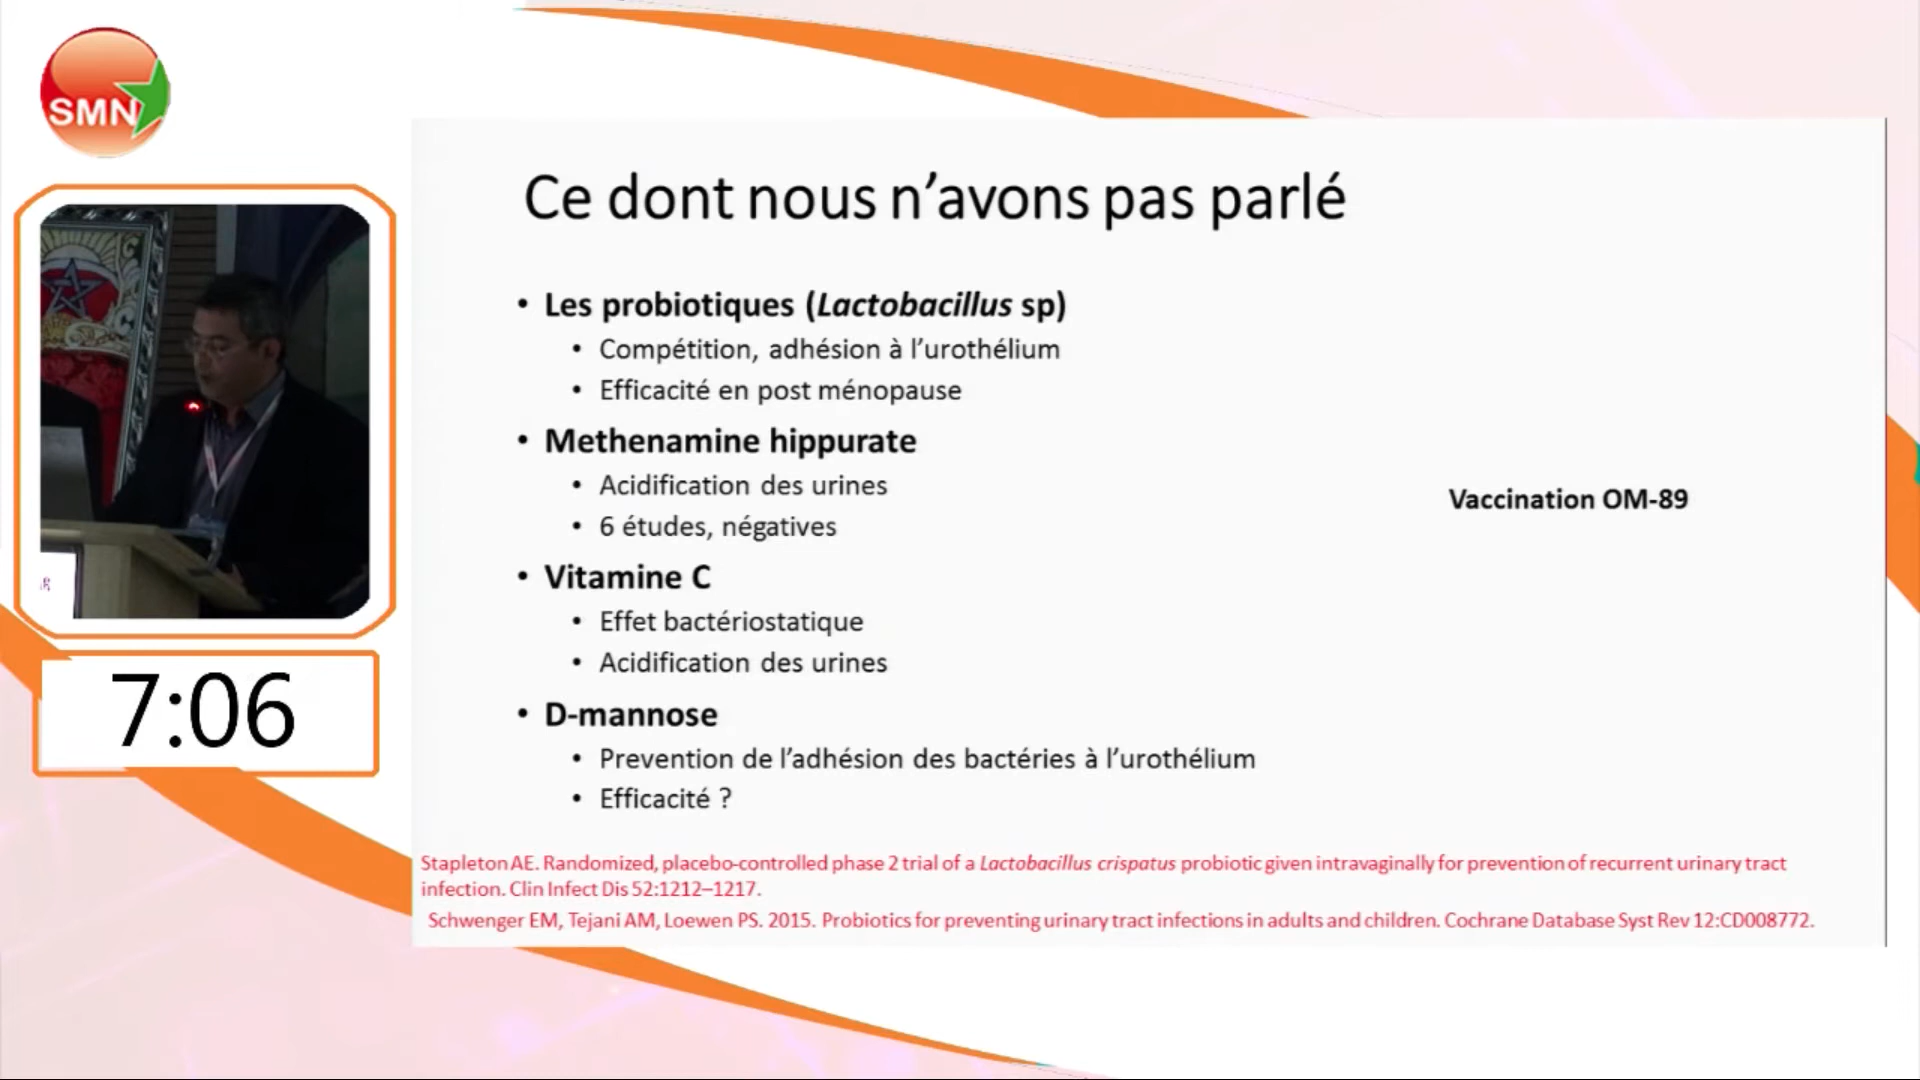 SMN
Ce dont nous n’avons pas parlé
• Les probiotiques (Lactobacillus sp)
• Compétition, adhésion à l’urothélium
• Efficacité en post ménopause
• Methenamine hippurate
• Acidification des urines
• 6 études, négatives
Vaccination OM-89
• Vitamine C
• Effet bactériostatique
• Acidification des urines
• D-mannose
• Prevention de l’adhésion des bactéries à l’urothélium
• Efficacité ?
Stapleton AE. Randomized, placebo-controlled phase 2 trial of a Lactobacillus crispatus probiotic given intravaginally for prevention of recurrent urinary tract
infection. Clin Infect Dis 52:1212–1217.
Schwenger EM, Tejani AM, Loewen PS. 2015. Probiotics for preventing urinary tract infections in adults and children. Cochrane Database Syst Rev 12:CD008772.
7:06